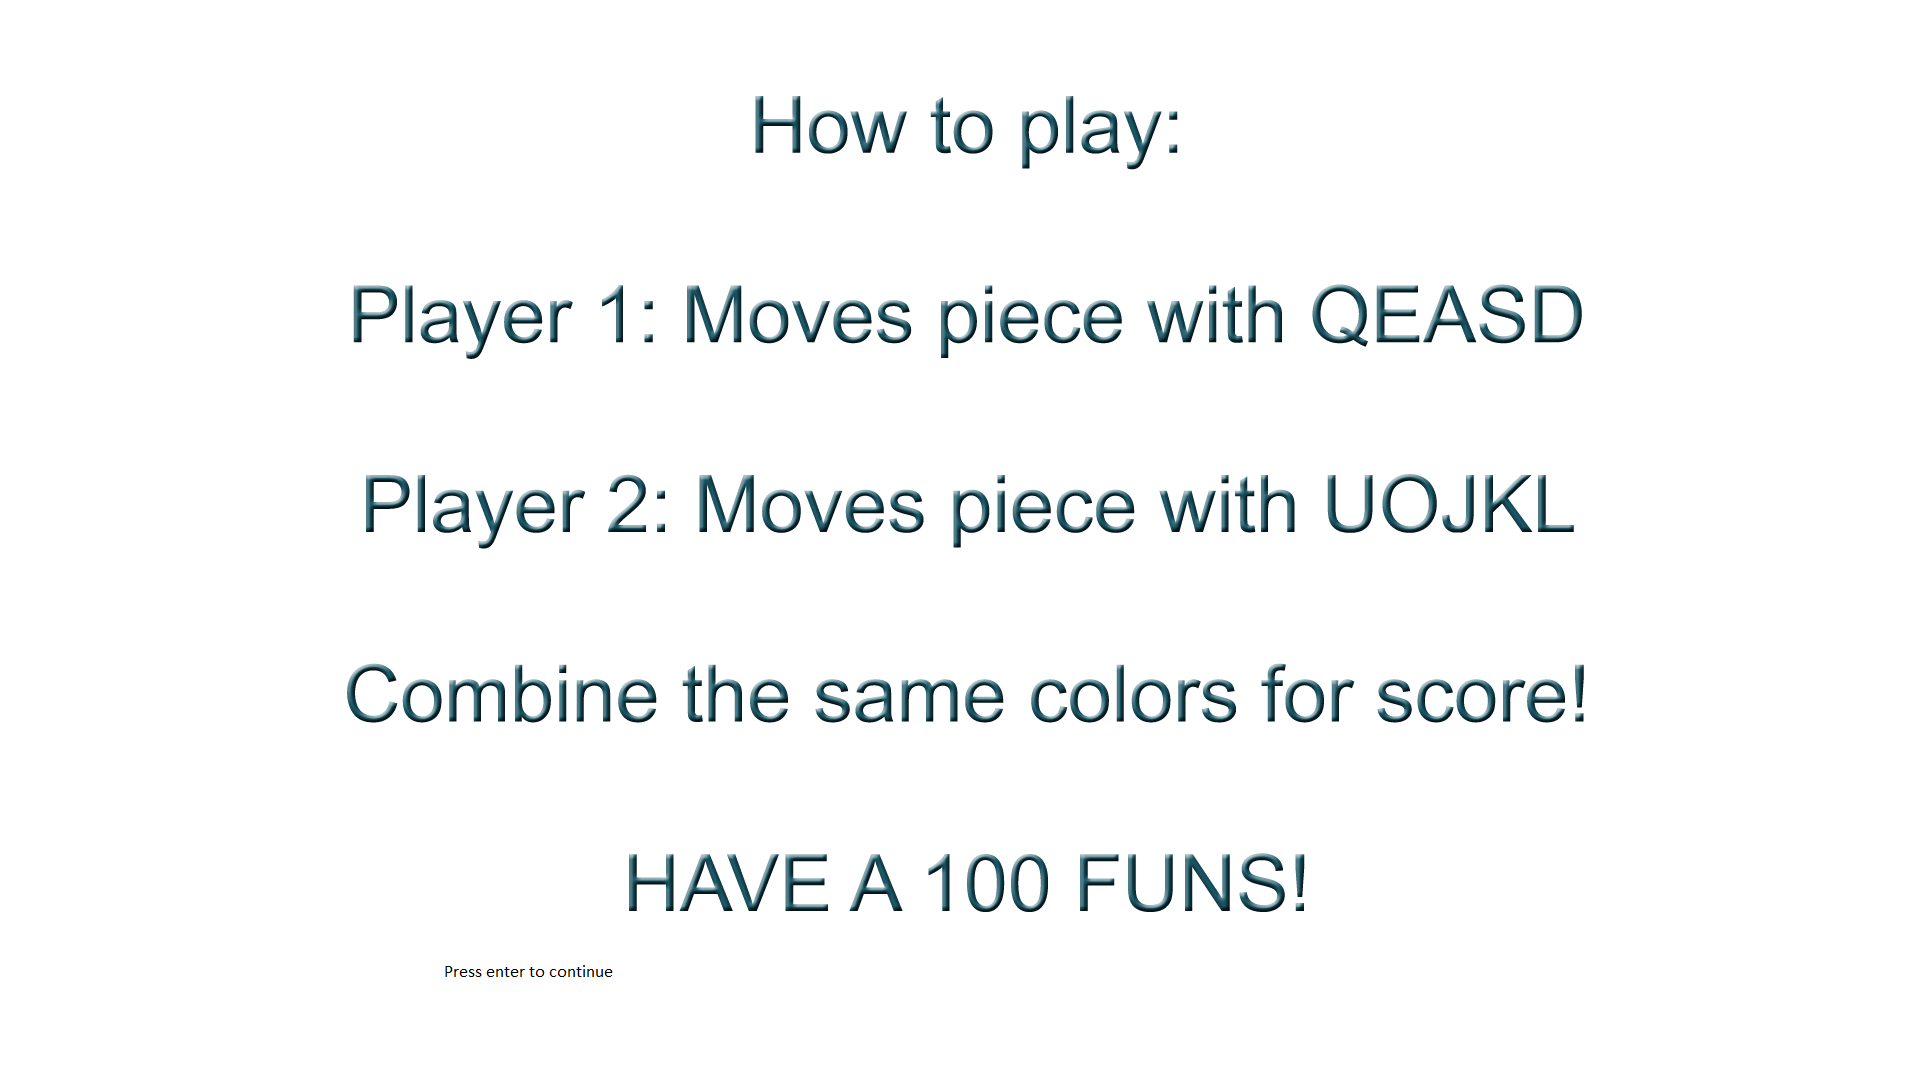 How to play:
Player 1: Moves piece with QEASD
Player 2: Moves piece with UOJKL
Combine the same colors for score!
HAVE A 100 FUNS!
Press enter to continue